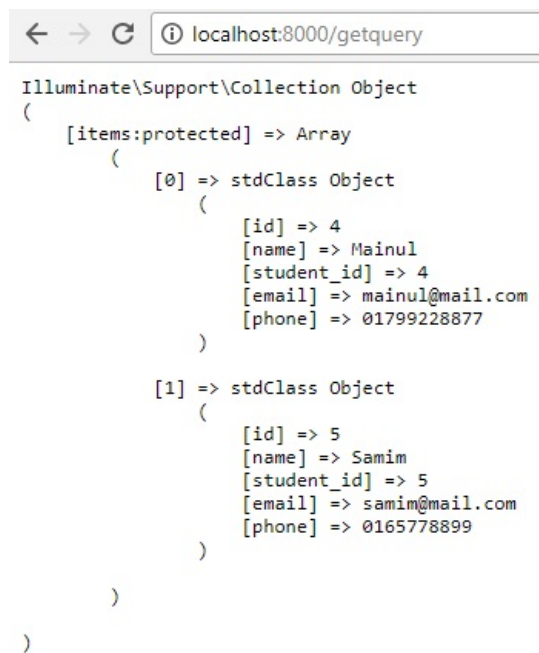 localhost:8000/getquery
Illuminate\Support\Collection Object
(
    [items:protected] => Array
        (
            [0] => stdClass Object
                (
                    [id] => 4
                    [name] => Mainul
                    [student_id] => 4
                    [email] => mainul@mail.com
                    [phone] => 01799228877
                )

            [1] => stdClass Object
                (
                    [id] => 5
                    [name] => Samim
                    [student_id] => 5
                    [email] => samim@mail.com
                    [phone] => 0165778899
                )

        )

)